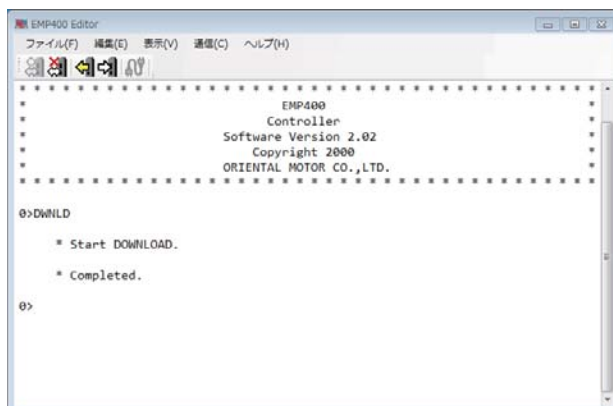 EMP400 Editor
ファイル(F) 編集(E) 表示(V) 通信(C) ヘルプ(H)
* * * * * * * * * * * * * * * * * * * * * * * * * * * * * * * *
* EMP400 *
* Controller *
* Software Version 2.02 *
* Copyright 2000 *
* ORIENTAL MOTOR CO.,LTD. *
* * * * * * * * * * * * * * * * * * * * * * * * * * * * * * * *
0>DWNLD
* Start DOWNLOAD.
* Completed.
0>